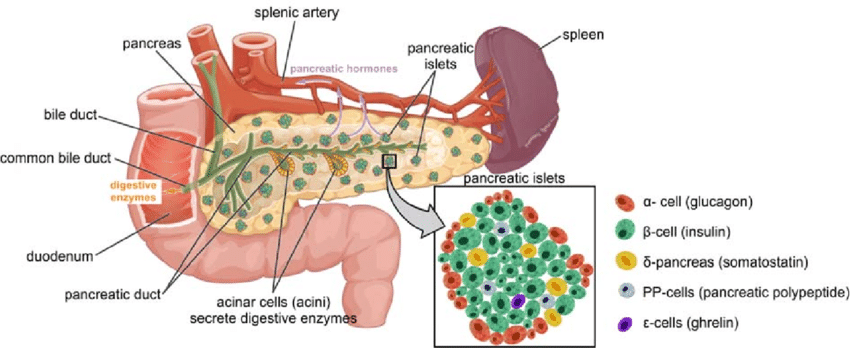 splenic artery
pancreas
pancreatic hormones
pancreatic
islets
spleen
bile duct
common bile duct
digestive
enzymes
pancreatic islets
duodenum
pancreatic duct
acinar cells (acini)
secrete digestive enzymes
α- cell (glucagon)
β-cell (insulin)
δ-pancreas (somatostatin)
PP-cells (pancreatic polypeptide)
ε-cells (ghrelin)